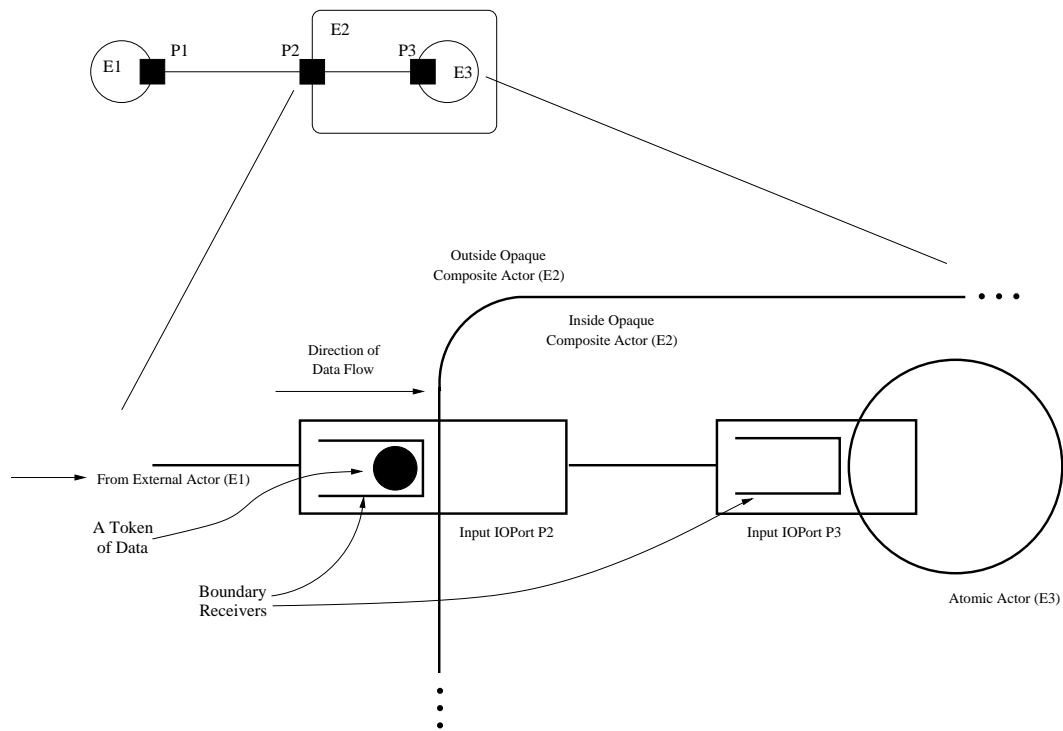 E2
P1
P2
P3
E1
E3
Outside Opaque
Composite Actor (E2)
Inside Opaque
Composite Actor (E2)
Direction of
Data Flow
From External Actor (E1)
A Token
of Data
Input IOPort P2
Input IOPort P3
Boundary
Receivers
Atomic Actor (E3)